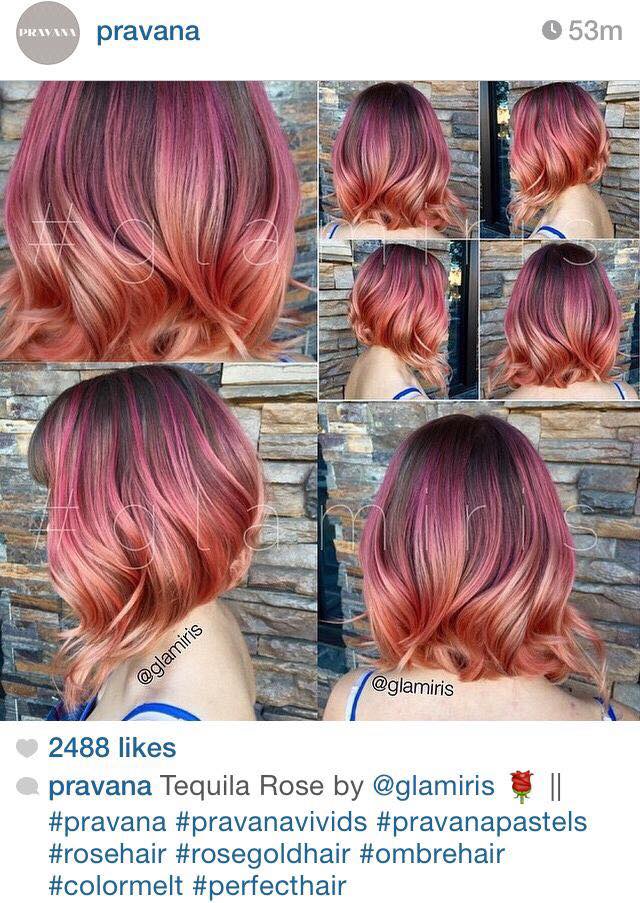 PRAVANA
pravana
53m
#glamiris
#glamiris
@glamiris
@glamiris
2488 likes
pravana Tequila Rose by @glamiris 🌹 ||
#pravana #pravanavivids #pravanapastels
#rosehair #rosegoldhair #ombrehair
#colormelt #perfecthair